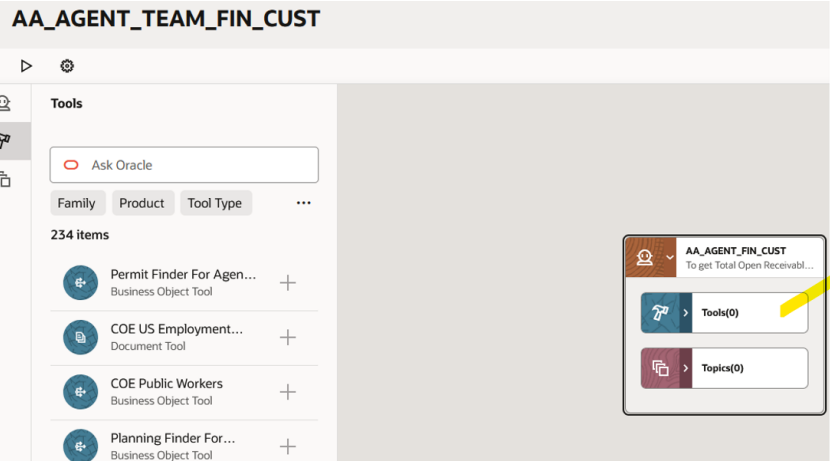 AA_AGENT_TEAM_FIN_CUST
Tools
Ask Oracle
Family
Product
Tool Type
...
234 items
Permit Finder For Agen...
Business Object Tool
COE US Employment...
Document Tool
COE Public Workers
Business Object Tool
Planning Finder For...
Business Object Tool
AA_AGENT_FIN_CUST
To get Total Open Receivabl...
Tools(0)
Topics(0)